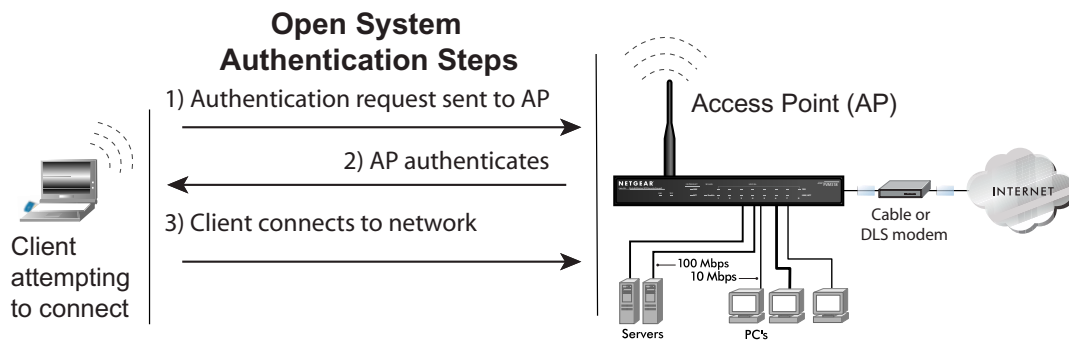 Open System
Authentication Steps
1) Authentication request sent to AP
2) AP authenticates
3) Client connects to network
Client
attempting
to connect
Access Point (AP)
NETGEAR
Cable or
DLS modem
INTERNET
100 Mbps
10 Mbps
Servers
PC's